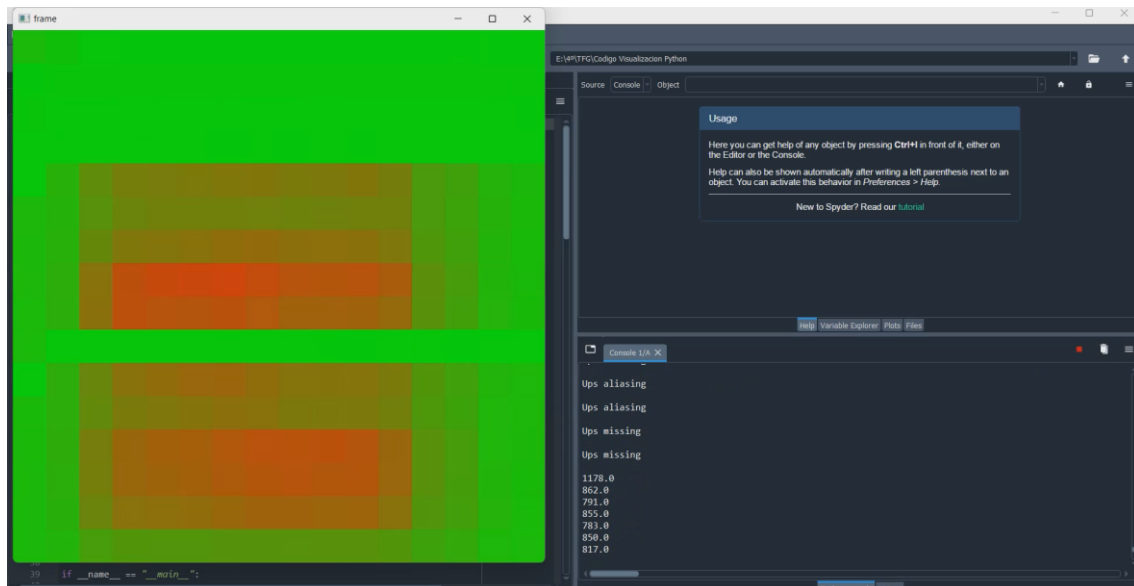 frame
E:\4º\TFG\Codigo Visualizacion Python
Source Console Object
Usage
Here you can get help of any object by pressing Ctrl+I in front of it, either on
the Editor or the Console.
Help can also be shown automatically after writing a left parenthesis next to an
object. You can activate this behavior in Preferences > Help.
New to Spyder? Read our tutorial
Help Variable Explorer Plots Files
Console 1/A X
Ups aliasing
Ups aliasing
Ups missing
Ups missing
1178.0
862.0
791.0
855.0
783.0
850.0
817.0
39 if __name__ == "__main__":